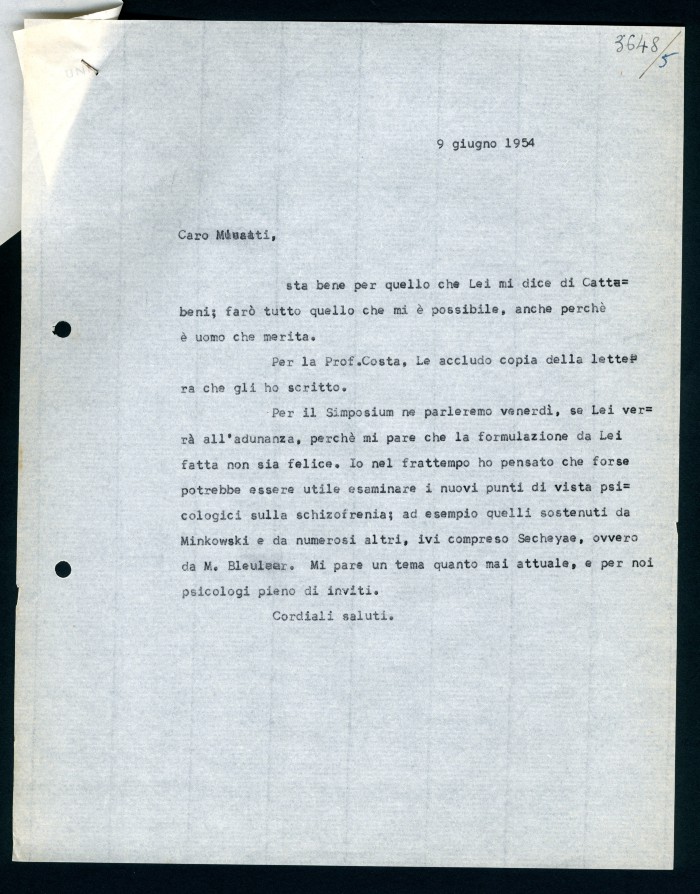 3648/5
9 giugno 1954
Caro Musatti,
sta bene per quello che Lei mi dice di Catta=
beni; farò tutto quello che mi è possibile, anche perchè
è uomo che merita.
Per la Prof.Costa, Le accludo copia della lette=
ra che gli ho scritto.
Per il Simposium ne parleremo venerdì, se Lei ver=
rà all'adunanza, perchè mi pare che la formulazione da Lei
fatta non sia felice. Io nel frattempo ho pensato che forse
potrebbe essere utile esaminare i nuovi punti di vista psi=
cologici sulla schizofrenia; ad esempio quelli sostenuti da
Minkowski e da numerosi altri, ivi compreso Secheyae, ovvero
da M. Bleuler. Mi pare un tema quanto mai attuale, e per noi
psicologi pieno di inviti.
Cordiali saluti.